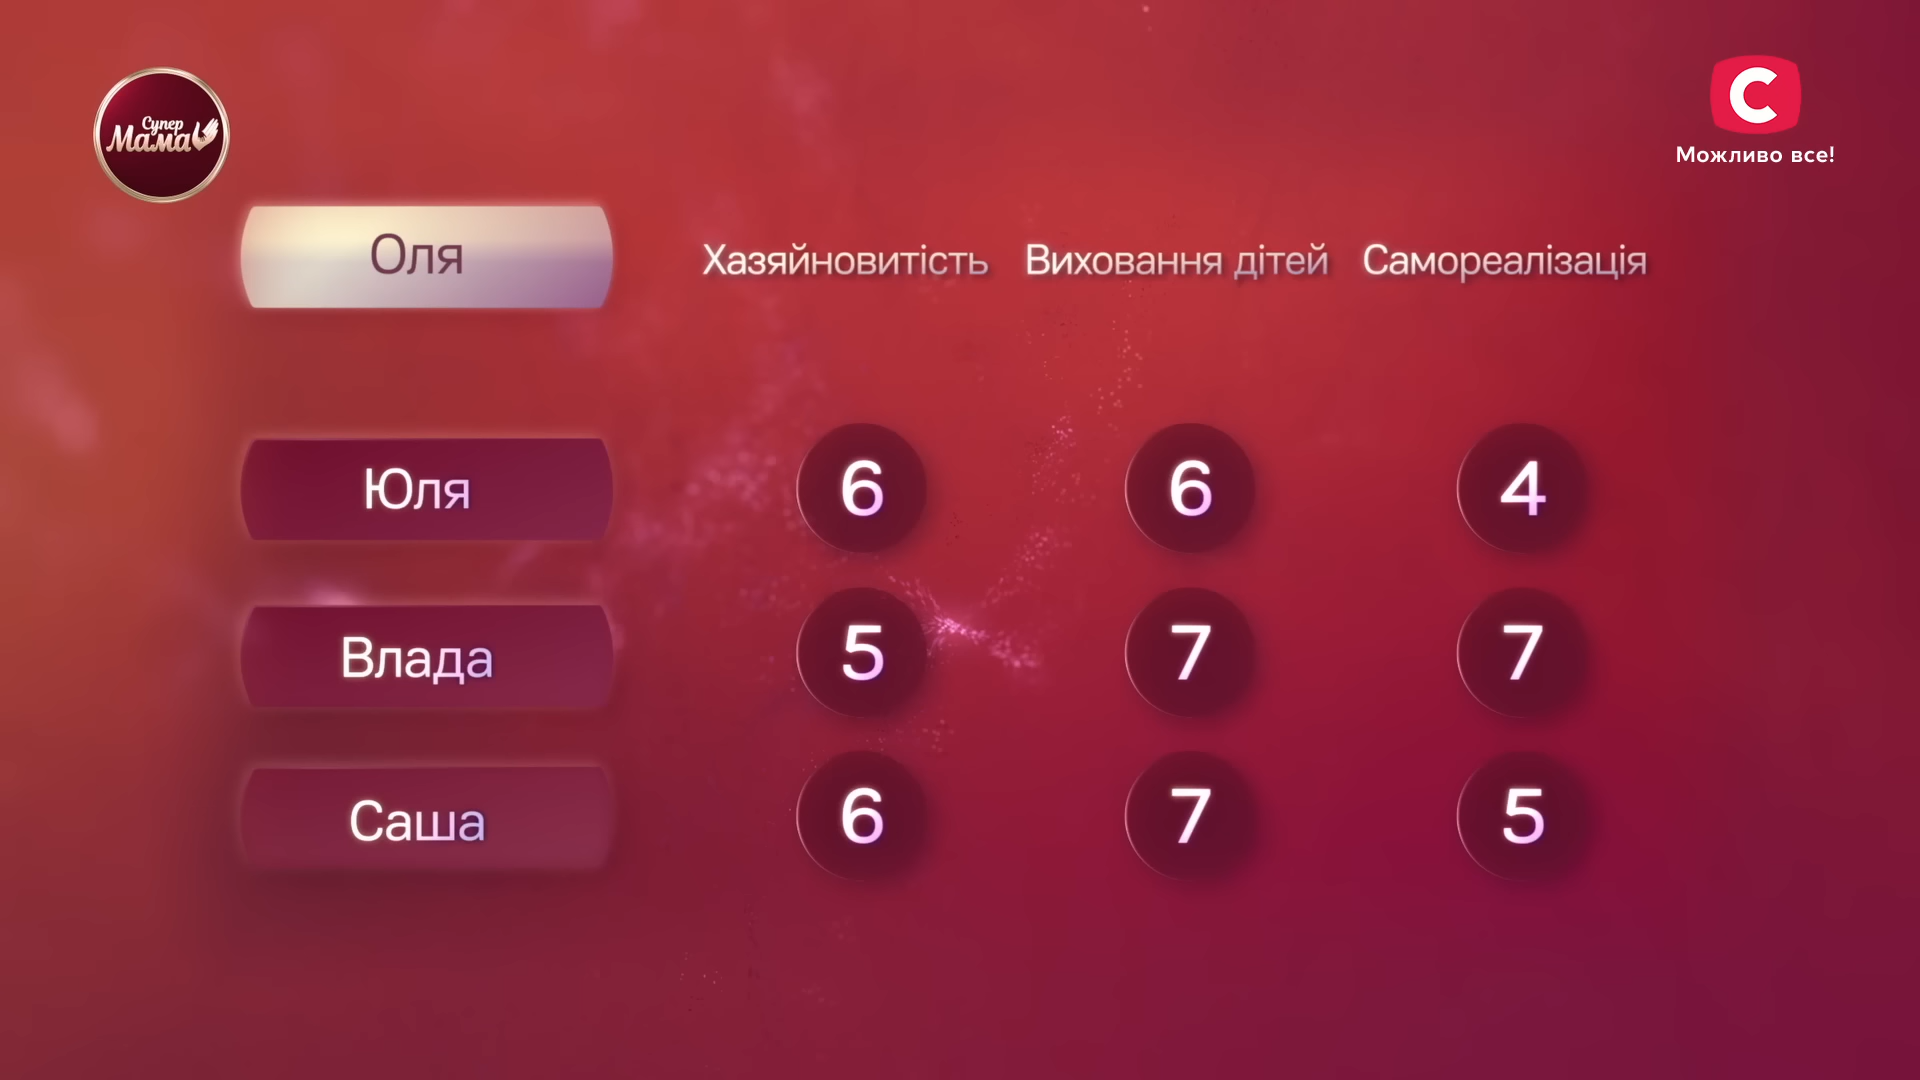 Супер
Мама
С
Можливо все!
Оля
Хазяйновитість Виховання дітей Самореалізація
Юля 6 6 4
Влада 5 7 7
Саша 6 7 5